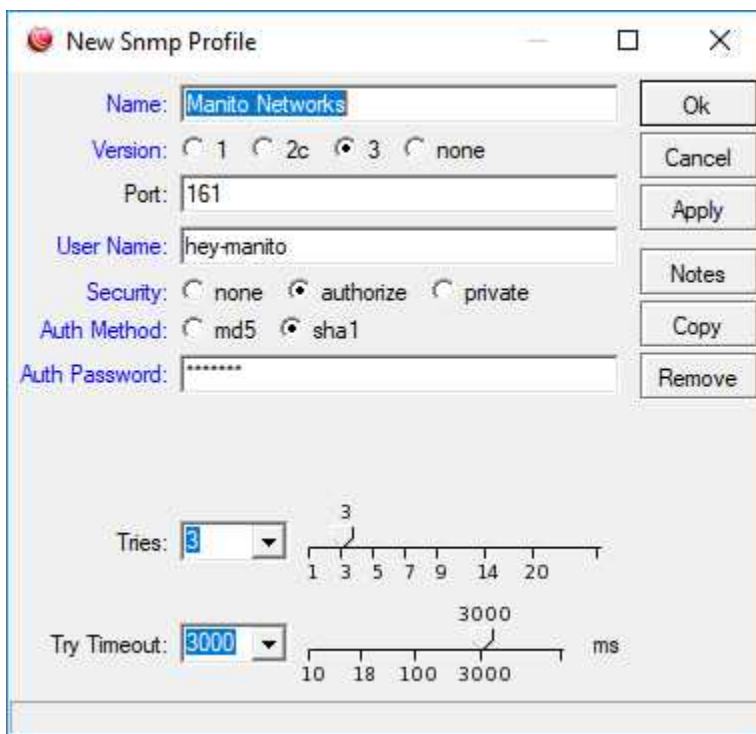 New Snmp Profile
Name: Manito Networks
Ok
Version: 1 2c 3 none
Cancel
Port: 161
Apply
User Name: hey-manito
Notes
Security: none authorize private
Auth Method: md5 sha1
Copy
Auth Password: *******
Remove
3
Tries: 3
1 3 5 7 9 14 20
3000
Try Timeout: 3000 ms
10 18 100 3000